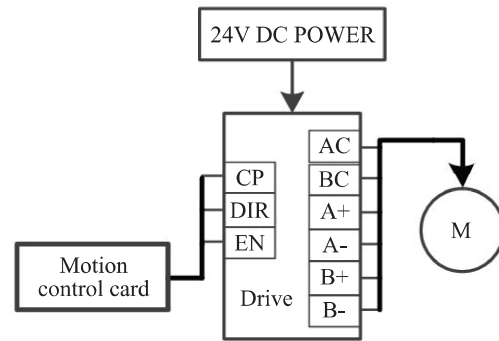 24V DC POWER
AC
BC
A+
A-
B+
B-
CP
DIR
EN
Drive
Motion
control card
M